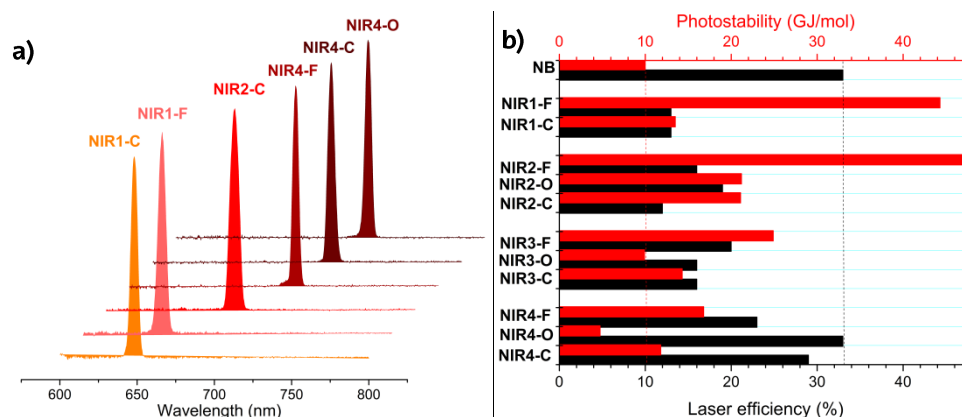 a)
NIR4-O
NIR4-C
NIR4-F
NIR2-C
NIR1-F
NIR1-C
600 650 700 750 800
Wavelength (nm)
b)
Photostability (GJ/mol)
0 10 20 30 40
NB
NIR1-F
NIR1-C
NIR2-F
NIR2-O
NIR2-C
NIR3-F
NIR3-O
NIR3-C
NIR4-F
NIR4-O
NIR4-C
0 10 20 30 40
Laser efficiency (%)